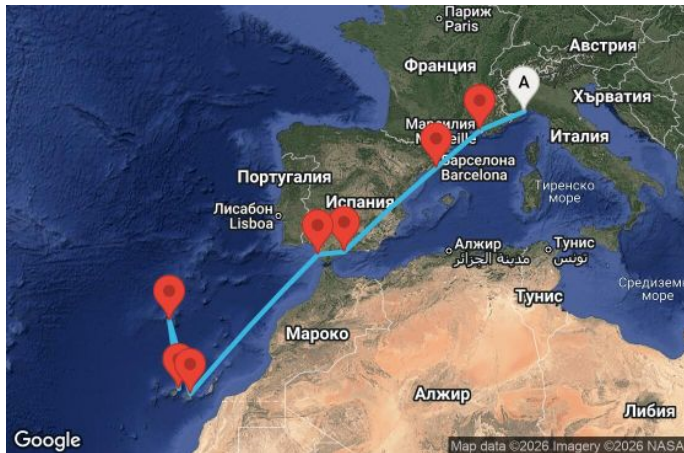 Париж
Paris
Австрия
Франция
A
Хърватия
Марсилия
Италия
Барселона
Barcelona
Португалия
Испания
Тиренско
море
Лисабон
Lisboa
Алжир
مدينة الجزائر
Тунис
تونس
Средиземно
море
Тунис
Мароко
Алжир
Либия
Google
Map data ©2026 Imagery ©2026 NASA